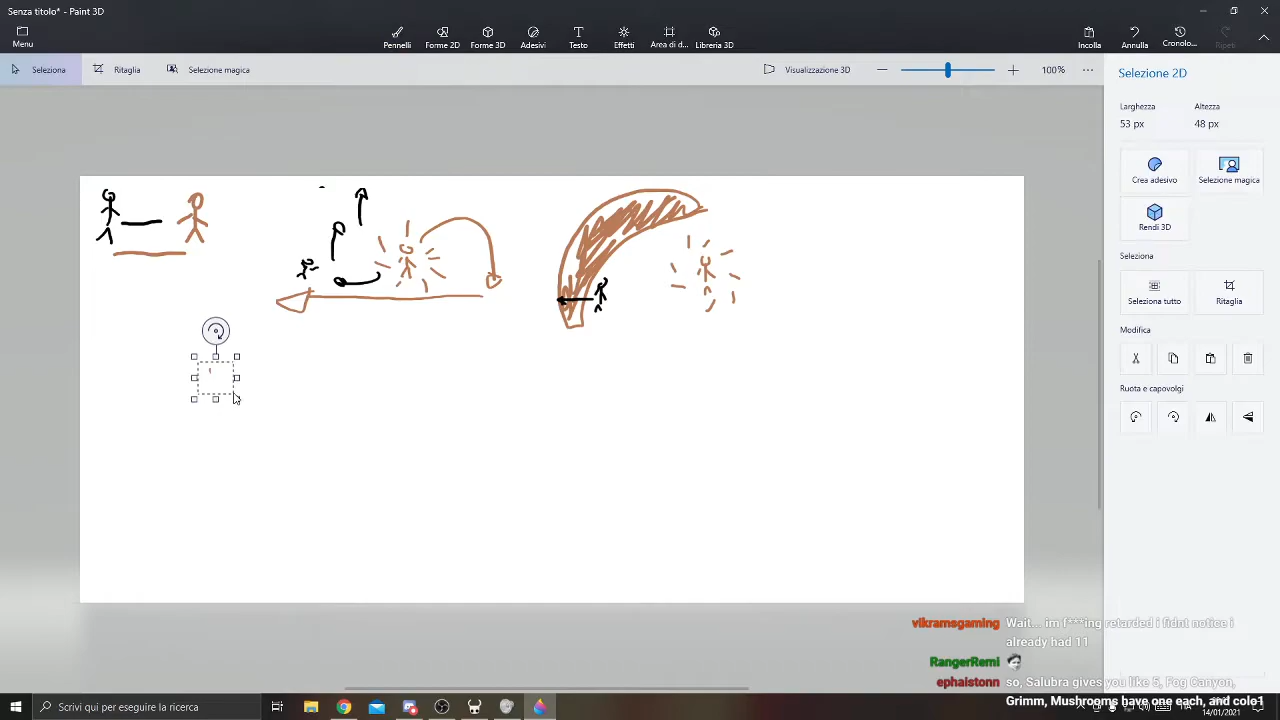 Senza titolo* - Paint 3D
Menu
Pennelli
Forme 2D
Forme 3D
Adesivi
Testo
Effetti
Area di d...
Libreria 3D
Incolla
Annulla
Cronolo...
Ripeti
Selezione
Ritaglia
Selezione magica
Visualizzazione 3D
100%
Selezione 2D
Larghezza
Altezza
53 px
48 px
Crea adesivo
Selezione magica
Rendi 3D
Selezione
Seleziona tutto
Ritaglia
Modifica
Ruota e capovolgi
vikramsgaming Wait... im f***ing retarded i fidnt notice i
already had 11
RangerRemi
ephaistonn so, Salubra gives you like 5, Fog Canyon,
Grimm, Mushrooms have one each, and colo1
Scrivi qui per eseguire la ricerca
14/01/2021